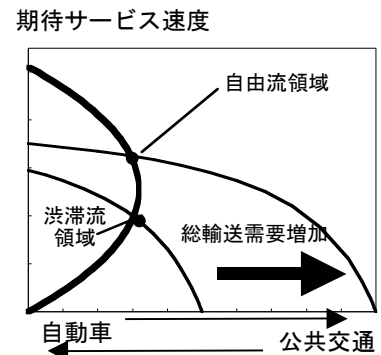 期待サービス速度
自由流領域
渋滞流
領域
総輸送需要増加
自動車
公共交通